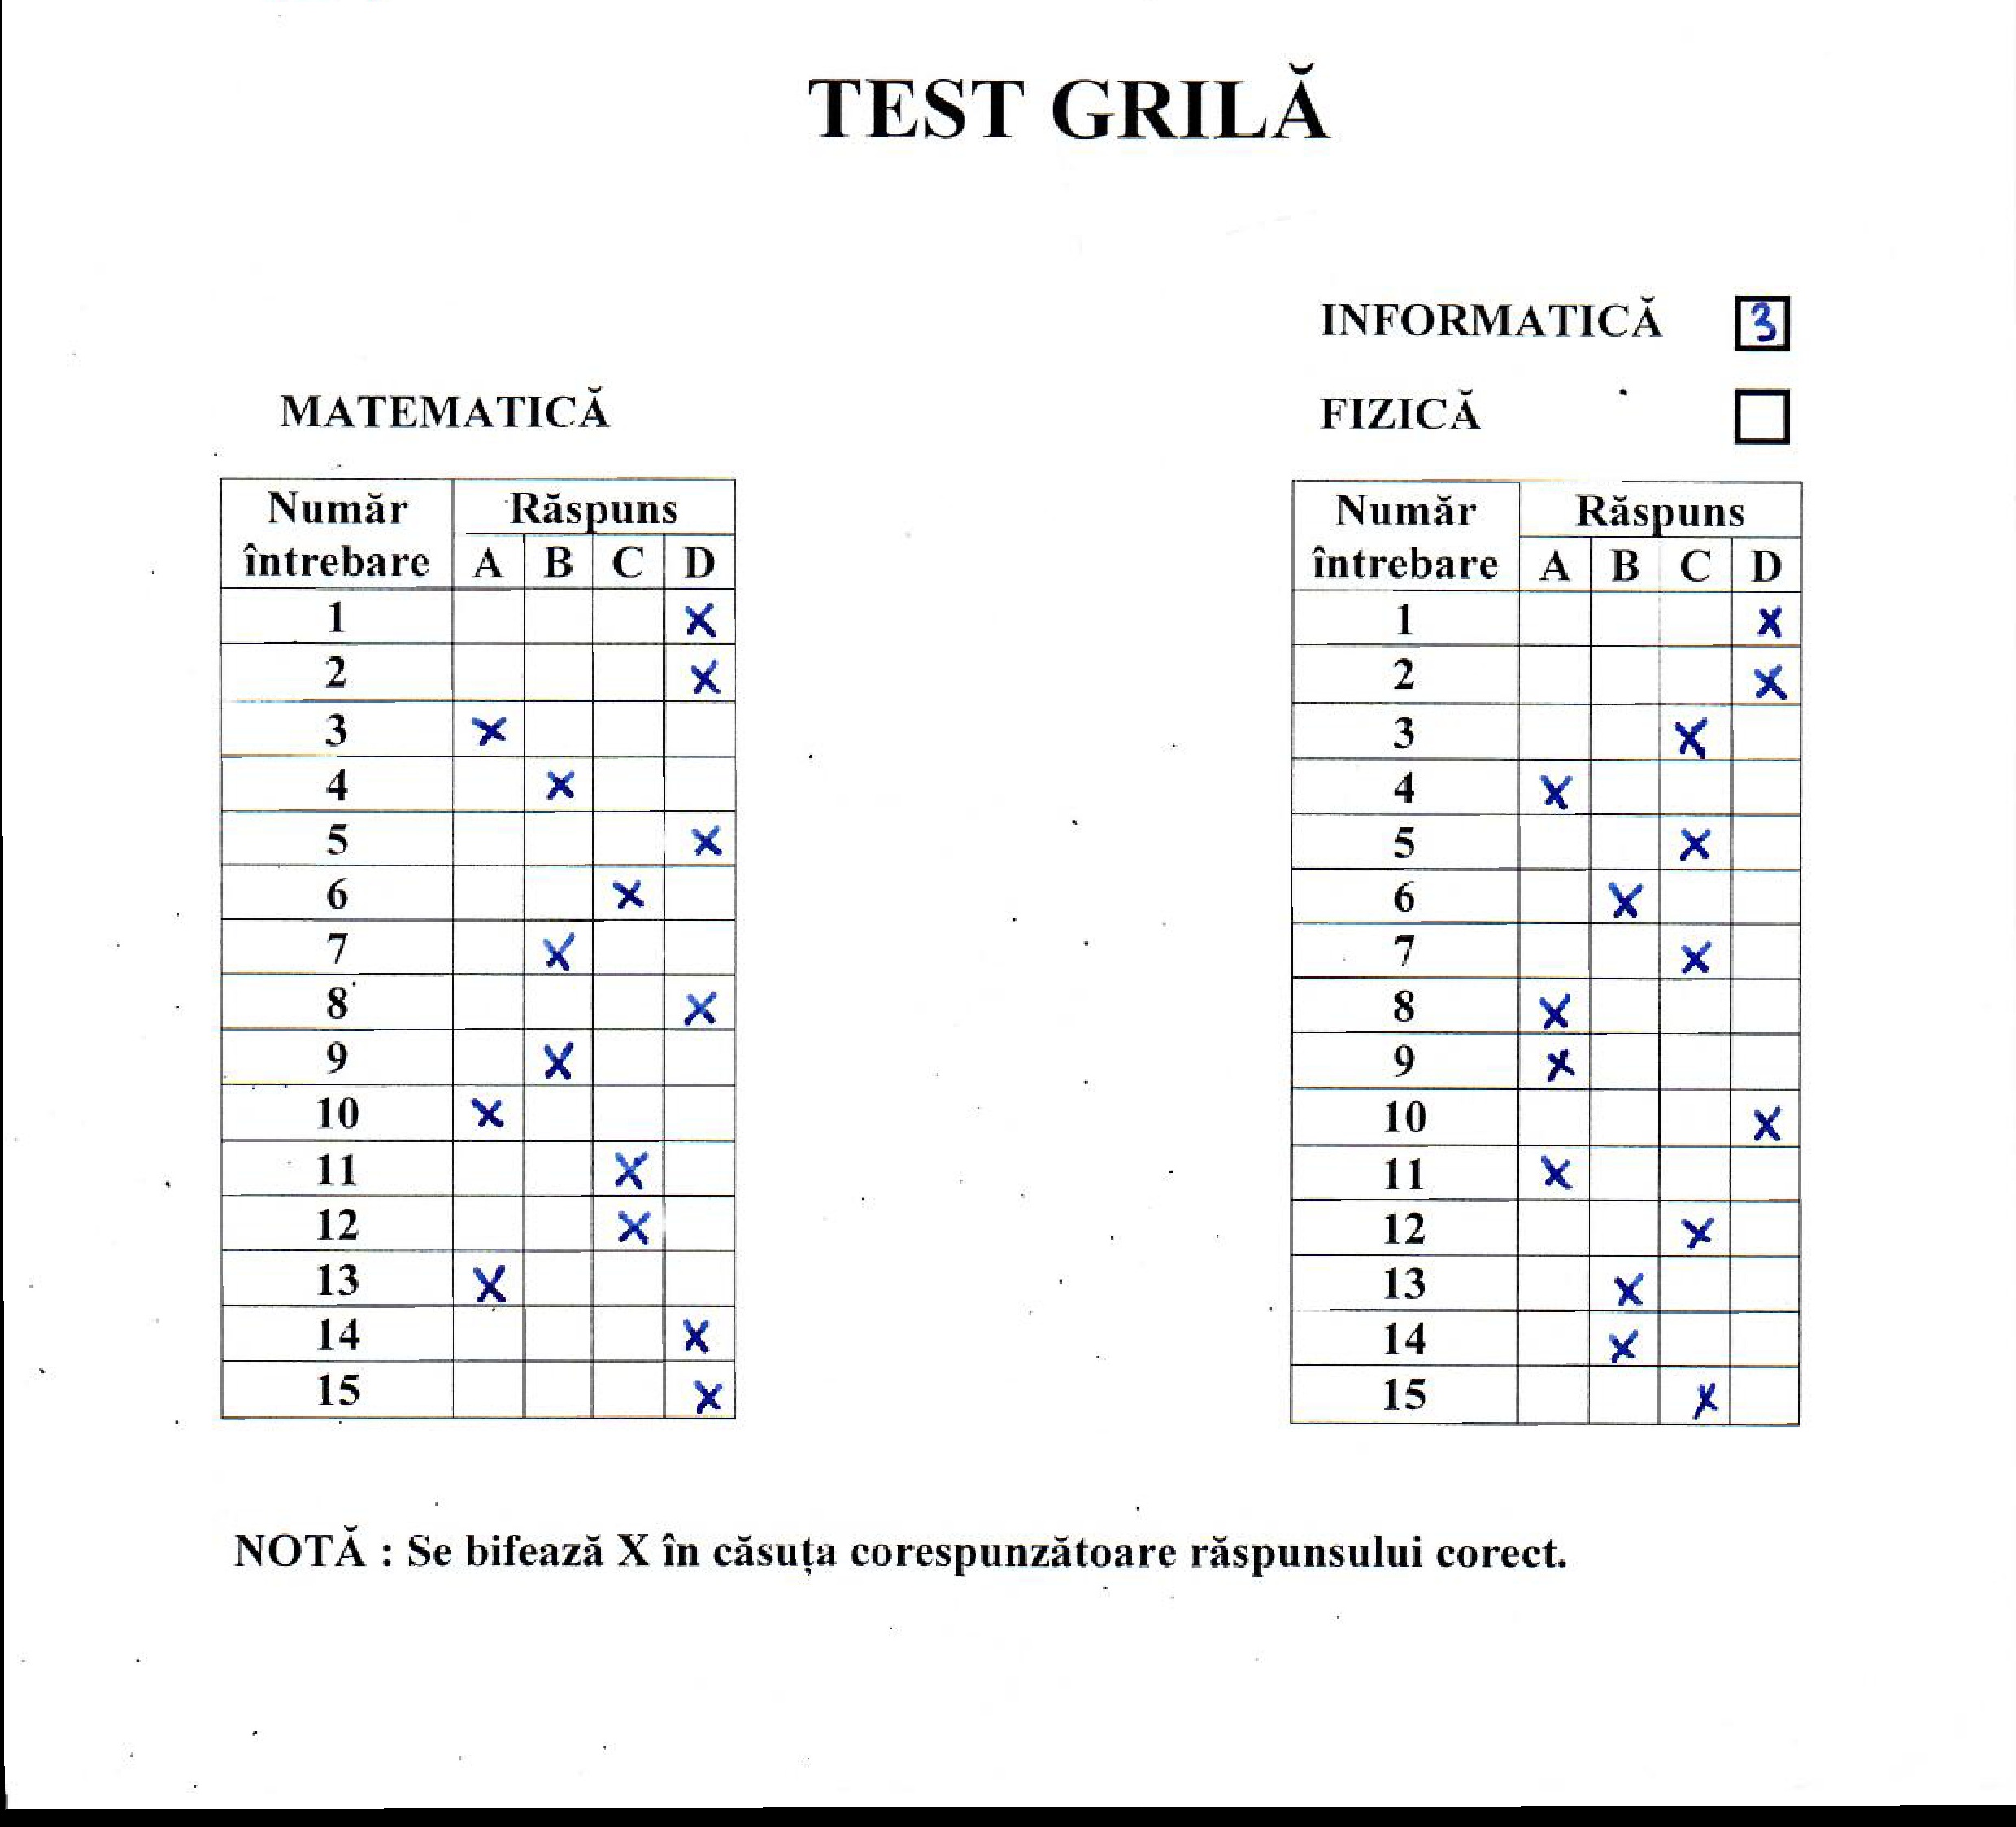 TEST GRILĂ
INFORMATICĂ 3
FIZICĂ
MATEMATICĂ
Număr întrebare Răspuns
A B C D
1 X
2 X
3 X
4 X
5 X
6 X
7 X
8 X
9 X
10 X
11 X
12 X
13 X
14 X
15 X
Număr întrebare Răspuns
A B C D
1 X
2 X
3 X
4 X
5 X
6 X
7 X
8 X
9 X
10 X
11 X
12 X
13 X
14 X
15 X
NOTĂ : Se bifează X în căsuța corespunzătoare răspunsului corect.